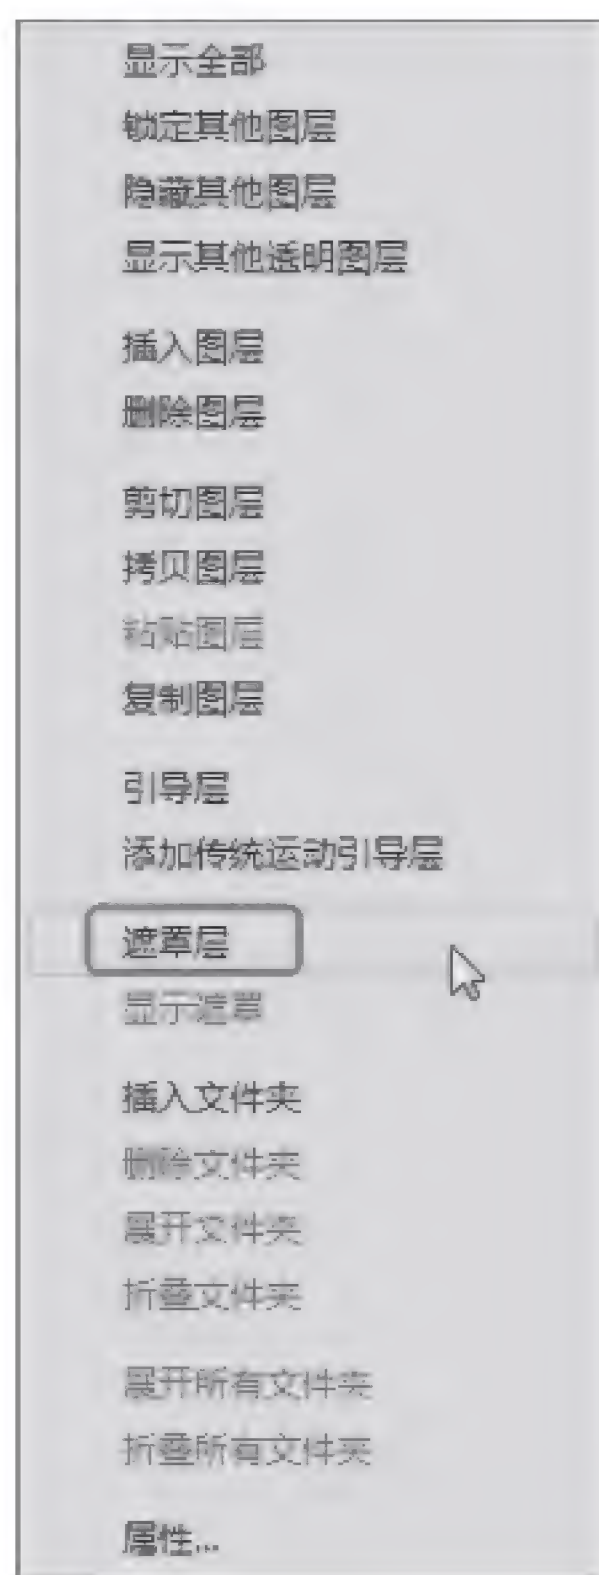 显示全部
锁定其他图层
隐藏其他图层
显示其他透明图层
插入图层
删除图层
剪切图层
拷贝图层
粘贴图层
复制图层
引导层
添加传统运动引导层
遮罩层
显示遮罩
插入文件夹
删除文件夹
展开文件夹
折叠文件夹
展开所有文件夹
折叠所有文件夹
属性...